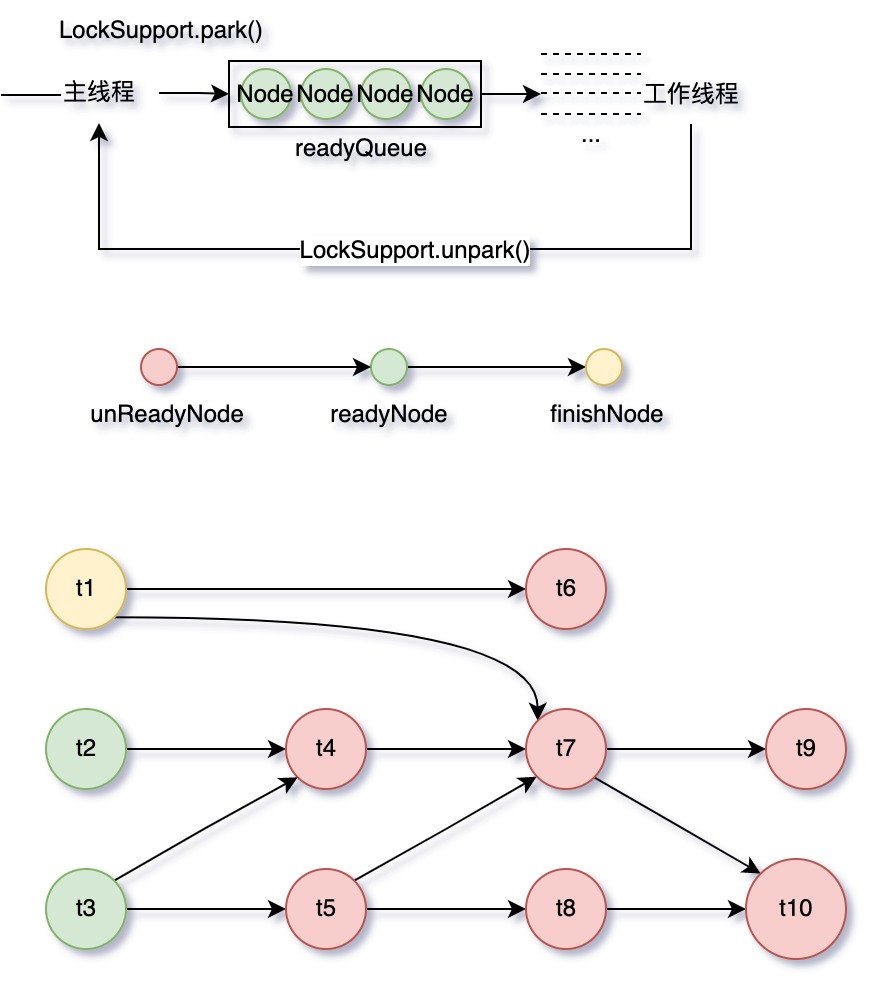 LockSupport.park()
主线程
Node Node Node Node
工作线程
readyQueue
...
LockSupport.unpark()
unReadyNode
readyNode
finishNode
t1
t6
t2
t4
t7
t9
t3
t5
t8
t10